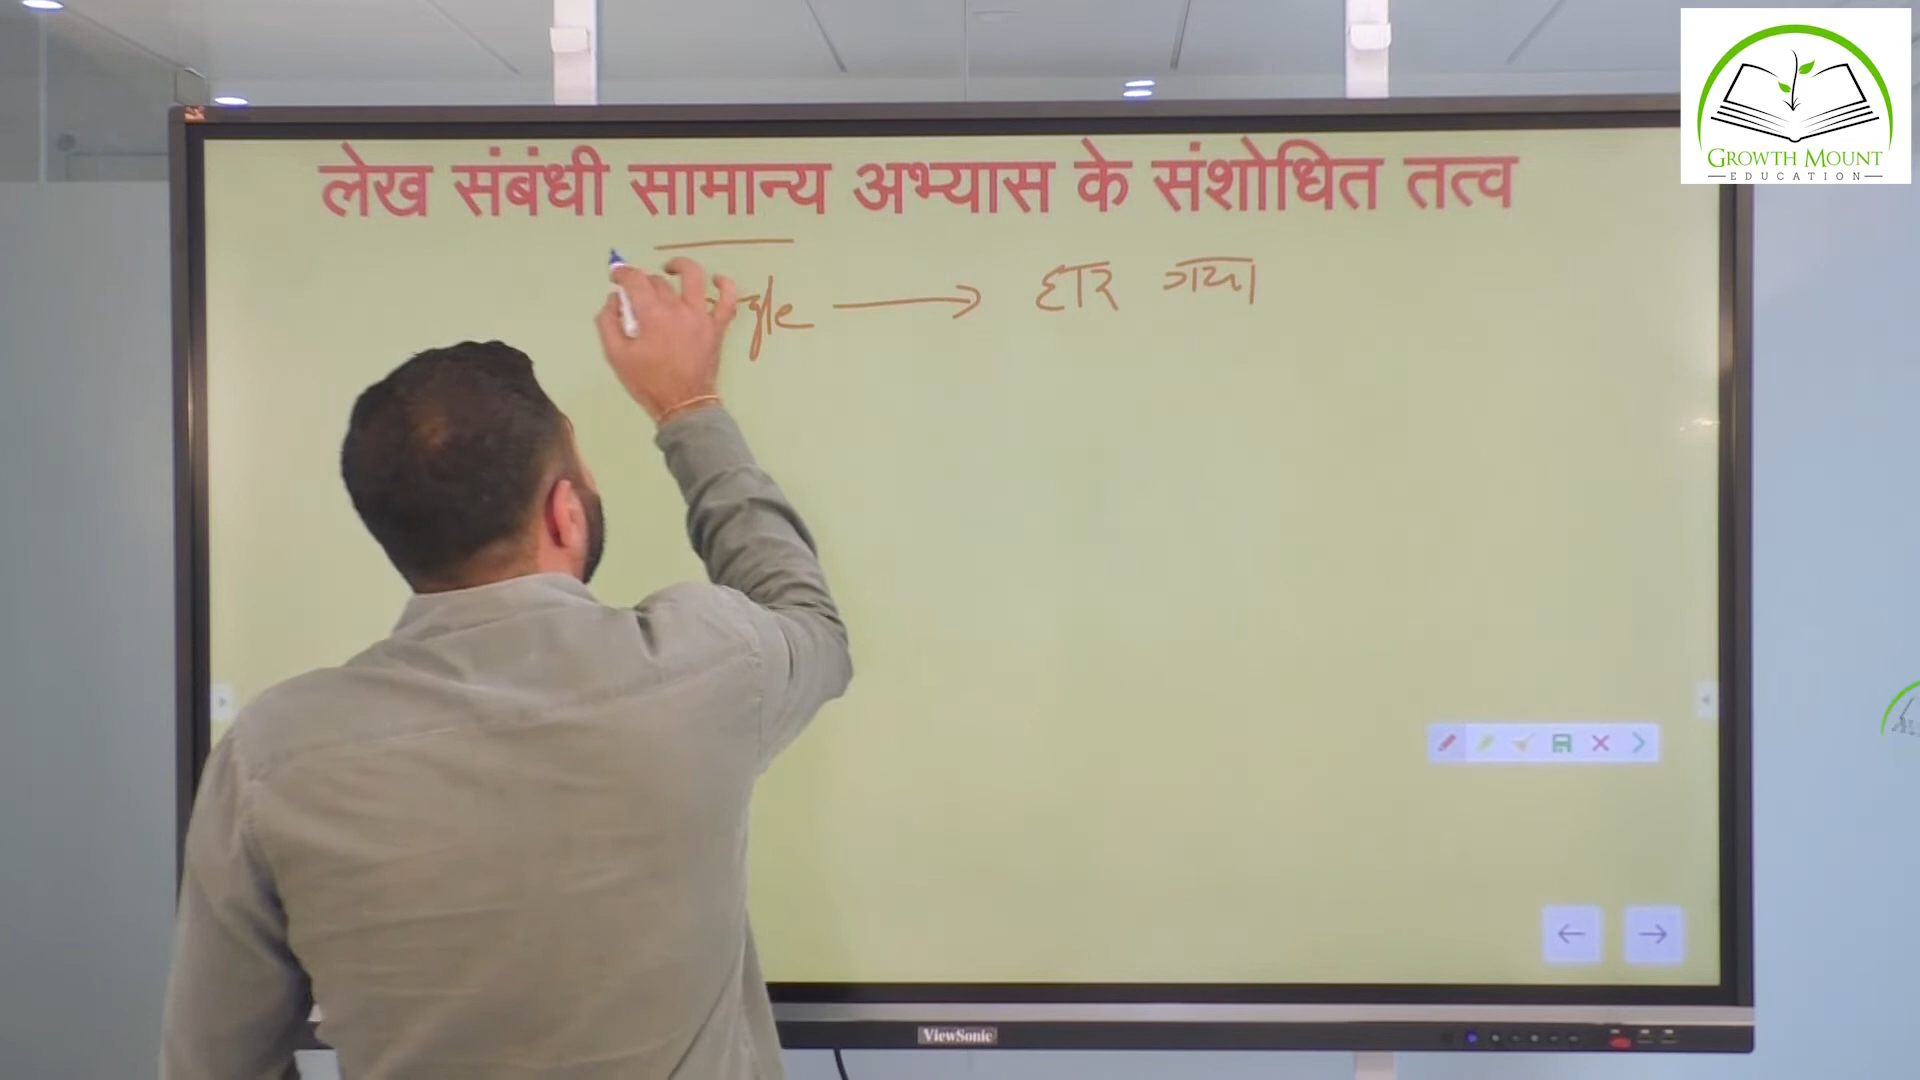 लेख संबंधी सामान्य अभ्यास के संशोधित तत्व
हार गया
GROWTH MOUNT
EDUCATION
ViewSonic